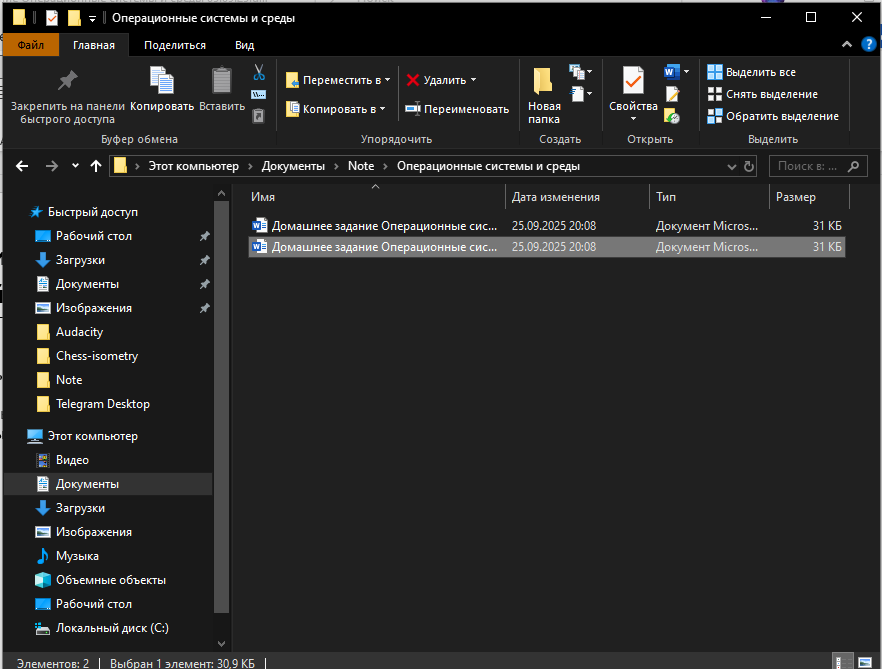 Операционные системы и среды
Файл Главная Поделиться Вид
Закрепить на панели быстрого доступа
Копировать
Вставить
Переместить в
Копировать в
Удалить
Переименовать
Новая папка
Свойства
Выделить все
Снять выделение
Обратить выделение
Буфер обмена Упорядочить Создать Открыть Выделить
Этот компьютер > Документы > Note > Операционные системы и среды
Поиск в: ...
Имя Дата изменения Тип Размер
Домашнее задание Операционные сис... 25.09.2025 20:08 Документ Micros... 31 КБ
Домашнее задание Операционные сис... 25.09.2025 20:08 Документ Micros... 31 КБ
Быстрый доступ
Рабочий стол
Загрузки
Документы
Изображения
Audacity
Chess-isometry
Note
Telegram Desktop
Этот компьютер
Видео
Документы
Загрузки
Изображения
Музыка
Объемные объекты
Рабочий стол
Локальный диск (C:)
Элементов: 2 Выбран 1 элемент: 30,9 КБ